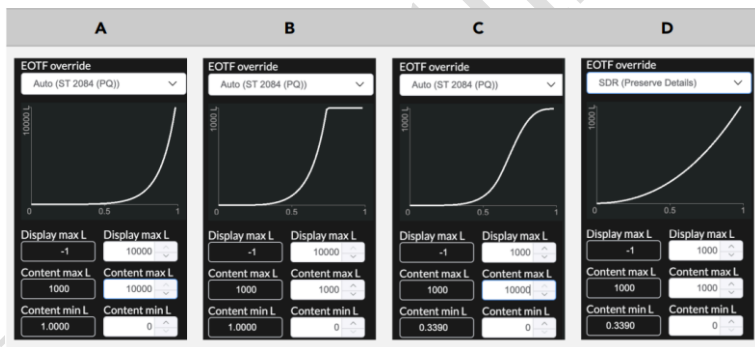 A B C D
EOTF override EOTF override EOTF override EOTF override
Auto (ST 2084 (PQ)) Auto (ST 2084 (PQ)) Auto (ST 2084 (PQ)) SDR (Preserve Details)
10000 L 10000 L 10000 L 10000 L
0 0.5 1 0 0.5 1 0 0.5 1 0 0.5 1
Display max L Display max L Display max L Display max L Display max L Display max L Display max L Display max L
-1 10000 -1 10000 -1 1000 -1 1000
Content max L Content max L Content max L Content max L Content max L Content max L Content max L Content max L
1000 10000 1000 1000 1000 10000 1000 1000
Content min L Content min L Content min L Content min L Content min L Content min L Content min L Content min L
1.0000 0 1.0000 0 0.3390 0 0.3390 0